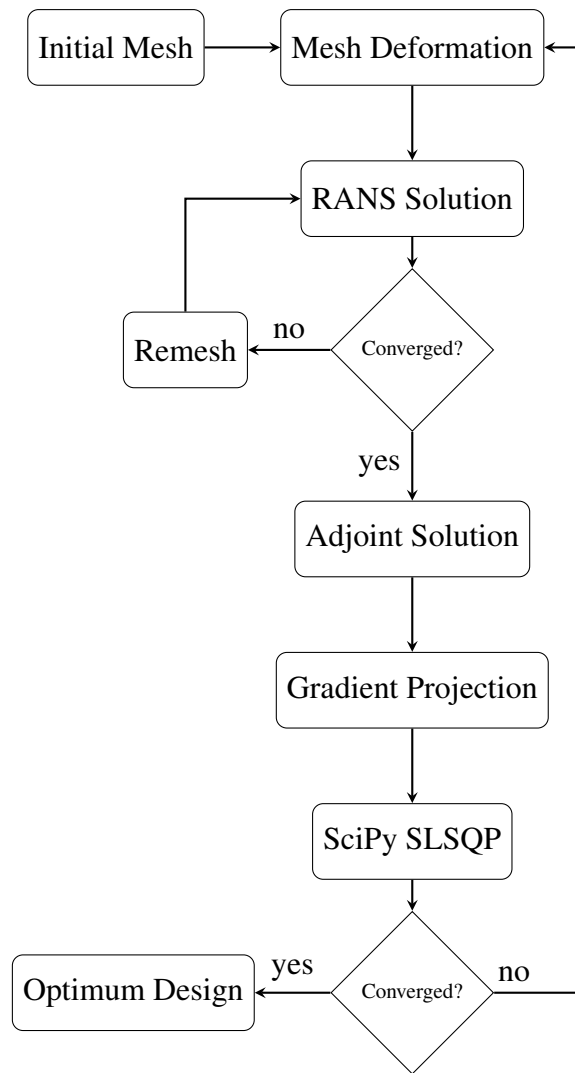 Initial Mesh
Mesh Deformation
RANS Solution
Remesh
no
Converged?
yes
Adjoint Solution
Gradient Projection
SciPy SLSQP
Optimum Design
yes
Converged?
no